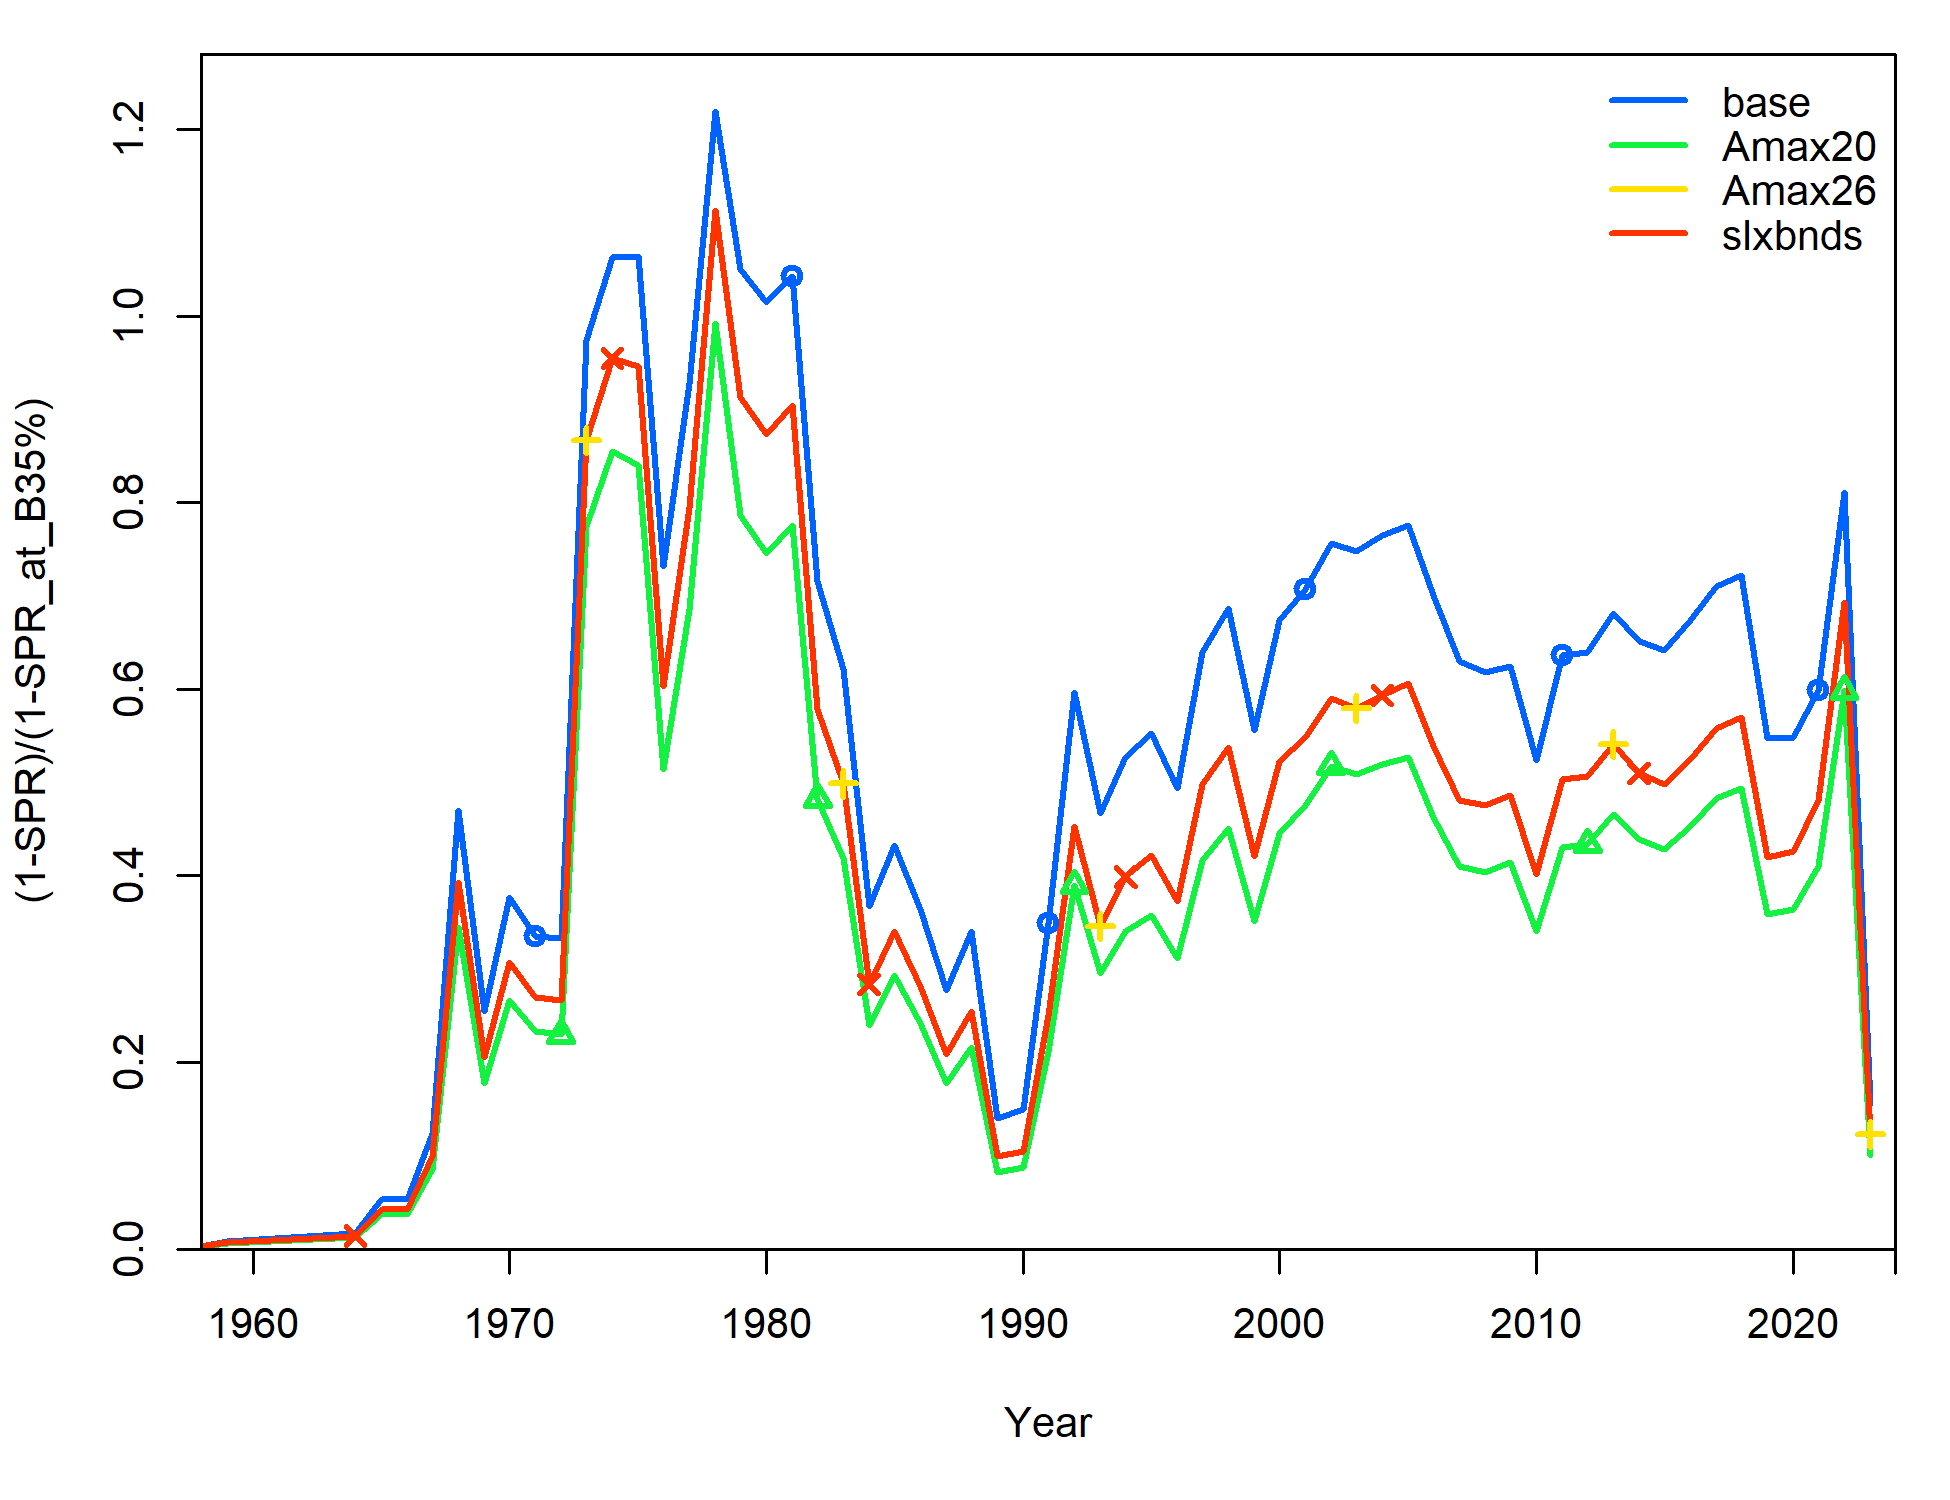 base
Amax20
Amax26
slxbnds
(1-SPR)/(1-SPR_at_B35%)
1.2
1.0
0.8
0.6
0.4
0.2
0.0
1960 1970 1980 1990 2000 2010 2020
Year